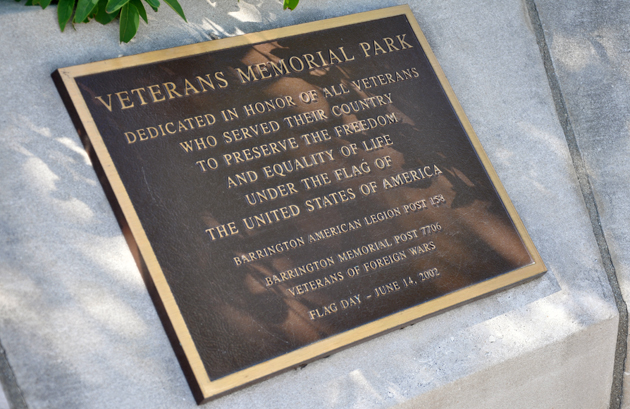 VETERANS MEMORIAL PARK
DEDICATED IN HONOR OF ALL VETERANS
WHO SERVED THEIR COUNTRY
TO PRESERVE THE FREEDOM
AND EQUALITY OF LIFE
UNDER THE FLAG OF
THE UNITED STATES OF AMERICA
BARRINGTON AMERICAN LEGION POST 158
BARRINGTON MEMORIAL POST 7706
VETERANS OF FOREIGN WARS
FLAG DAY – JUNE 14, 2002